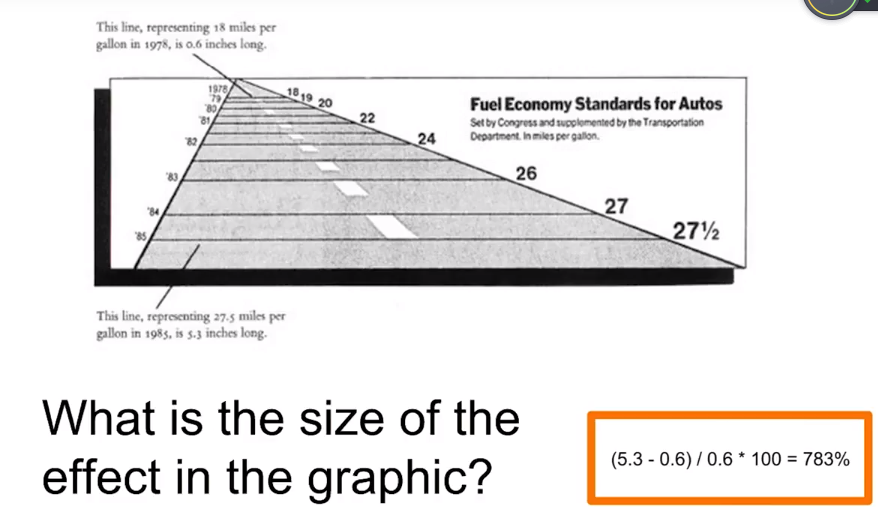 This line, representing 18 miles per
gallon in 1978, is 0.6 inches long.
1978
'79
'80
'81
'82
'83
'84
'85
18
19
20
22
24
26
27
27½
Fuel Economy Standards for Autos
Set by Congress and supplemented by the Transportation
Department. In miles per gallon.
This line, representing 27.5 miles per
gallon in 1985, is 5.3 inches long.
What is the size of the
effect in the graphic?
(5.3 - 0.6) / 0.6 * 100 = 783%